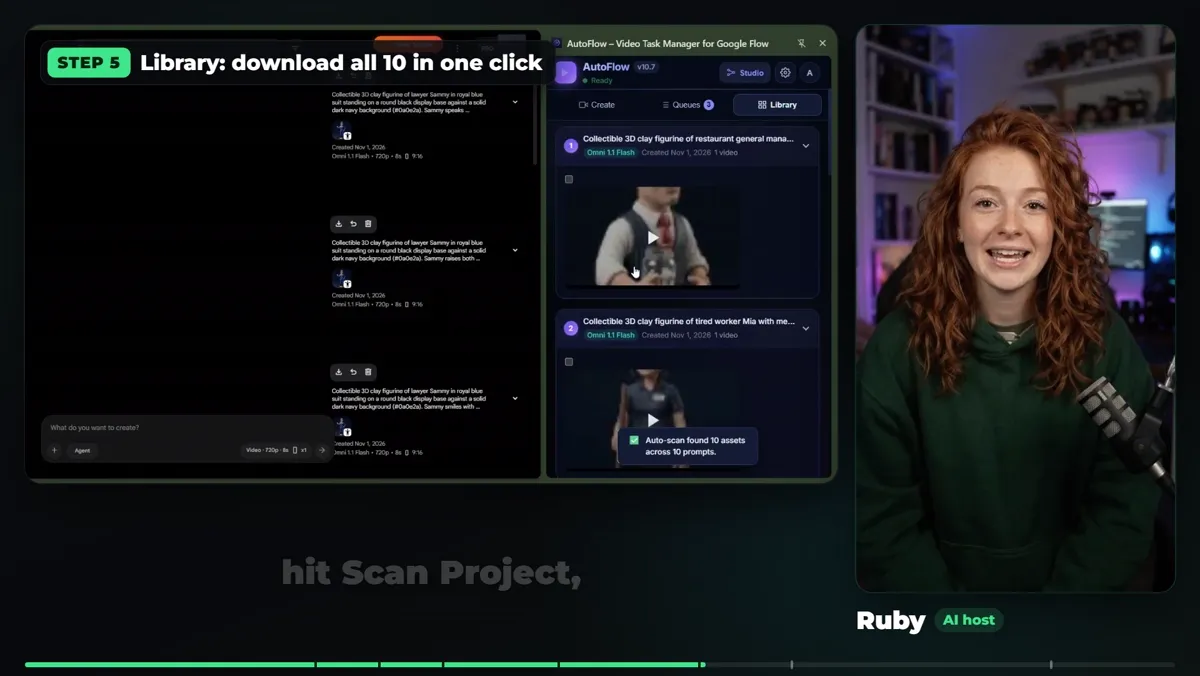 STEP 5 Library: download all 10 in one click
Collectible 3D clay figurine of lawyer Sammy in royal blue
suit standing on a round black display base against a solid
dark navy background (#0a0e2a). Sammy speaks ...
Created Nov 1, 2026
Omni 1.1 Flash • 720p • 8s 9:16
Collectible 3D clay figurine of lawyer Sammy in royal blue
suit standing on a round black display base against a solid
dark navy background (#0a0e2a). Sammy raises both ...
Created Nov 1, 2026
Omni 1.1 Flash • 720p • 8s 9:16
Collectible 3D clay figurine of lawyer Sammy in royal blue
suit standing on a round black display base against a solid
dark navy background (#0a0e2a). Sammy smiles with ...
Created Nov 1, 2026
Omni 1.1 Flash • 720p • 8s 9:16
What do you want to create?
Agent
Video • 720p • 8s x1
AutoFlow – Video Task Manager for Google Flow
AutoFlow v10.7
Ready
Studio
A
Create
Queues 3
Library
1 Collectible 3D clay figurine of restaurant general mana...
Omni 1.1 Flash Created Nov 1, 2026 1 video
2 Collectible 3D clay figurine of tired worker Mia with me...
Omni 1.1 Flash Created Nov 1, 2026 1 video
Auto-scan found 10 assets
across 10 prompts.
hit Scan Project,
Ruby AI host